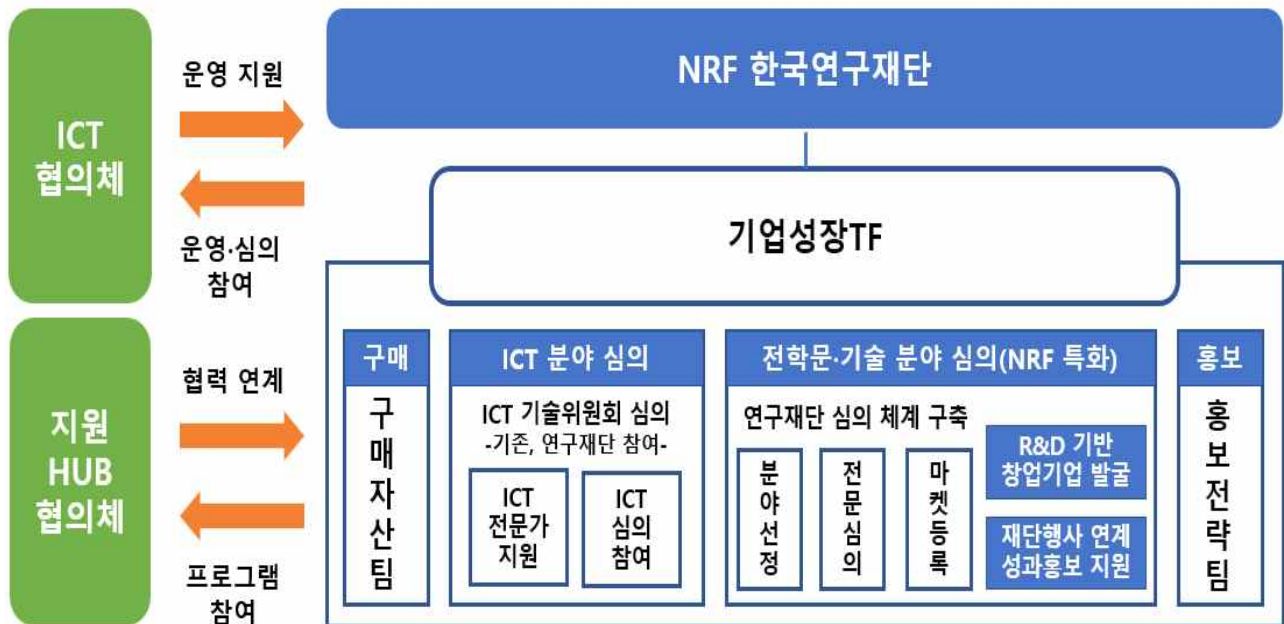 ICT
협의체
운영 지원
운영·심의
참여
NRF 한국연구재단
기업성장TF
지원
HUB
협의체
협력 연계
프로그램
참여
구매
구
매
자
산
팀
ICT 분야 심의
ICT 기술위원회 심의
-기존, 연구재단 참여-
ICT
전문가
지원
ICT
심의
참여
전학문·기술 분야 심의(NRF 특화)
연구재단 심의 체계 구축
분
야
선
정
전
문
심
의
마
켓
등
록
R&D 기반
창업기업 발굴
재단행사 연계
성과홍보 지원
홍보
홍
보
전
략
팀